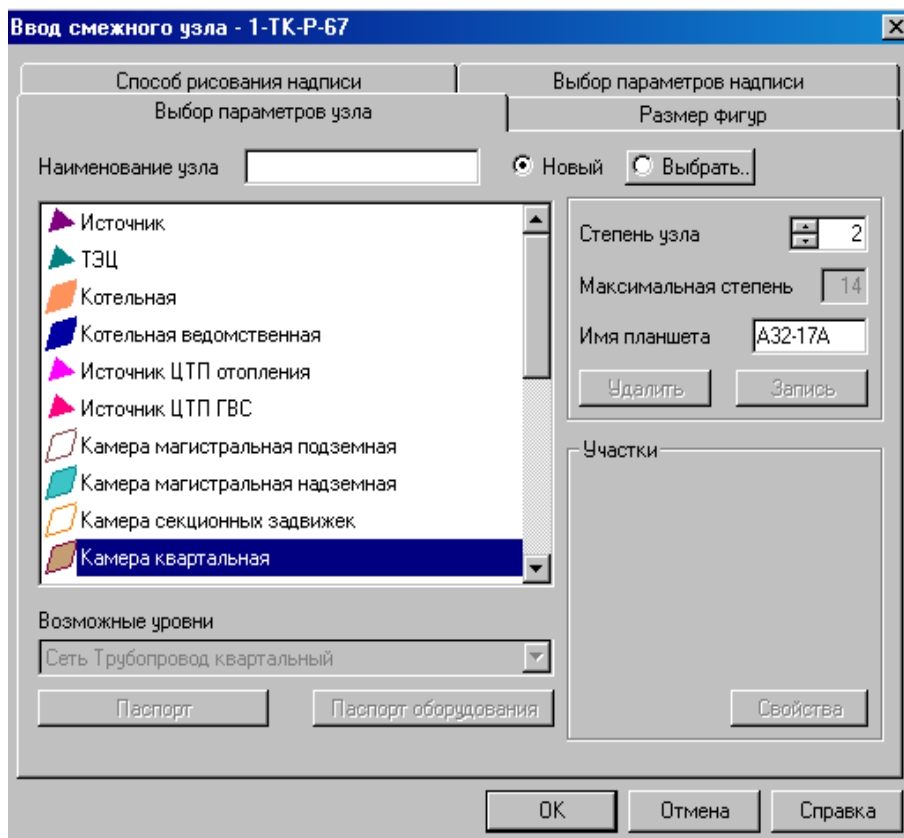 Ввод смежного узла - 1-ТК-Р-67
Способ рисования надписи
Выбор параметров надписи
Выбор параметров узла
Размер фигур
Наименование узла
Новый
Выбрать..
Источник
ТЭЦ
Котельная
Котельная ведомственная
Источник ЦТП отопления
Источник ЦТП ГВС
Камера магистральная подземная
Камера магистральная надземная
Камера секционных задвижек
Камера квартальная
Степень узла 2
Максимальная степень 14
Имя планшета А32-17А
Удалить
Запись
Участки
Возможные уровни
Сеть Трубопровод квартальный
Паспорт
Паспорт оборудования
Свойства
OK
Отмена
Справка